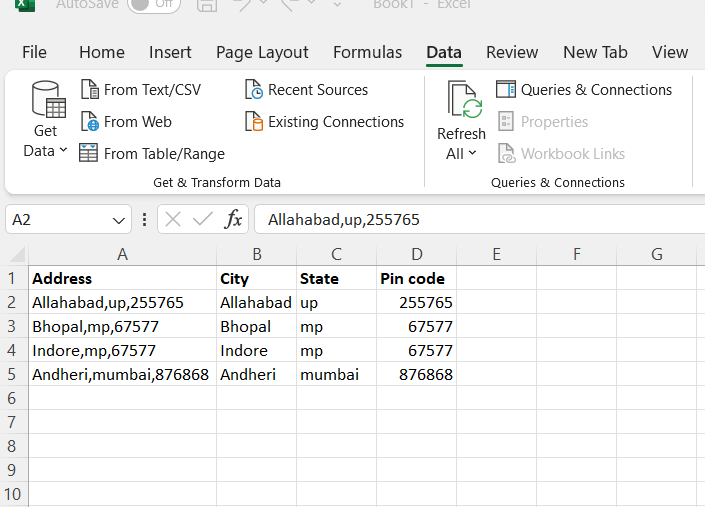 AutoSave Off Book1 - Excel
File Home Insert Page Layout Formulas Data Review New Tab View
Get Data
From Text/CSV
From Web
From Table/Range
Recent Sources
Existing Connections
Get & Transform Data
Refresh All
Queries & Connections
Properties
Workbook Links
Queries & Connections
A2 fx Allahabad,up,255765
A B C D E F G
1 Address City State Pin code
2 Allahabad,up,255765 Allahabad up 255765
3 Bhopal,mp,67577 Bhopal mp 67577
4 Indore,mp,67577 Indore mp 67577
5 Andheri,mumbai,876868 Andheri mumbai 876868
6
7
8
9
10